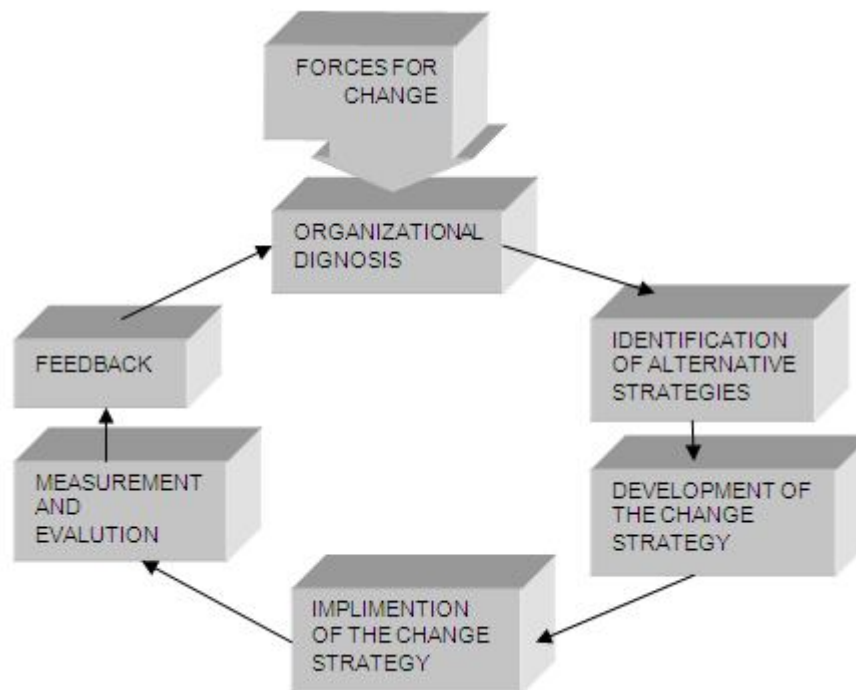 FORCES FOR
CHANGE
ORGANIZATIONAL
DIGNOSIS
IDENTIFICATION
OF ALTERNATIVE
STRATEGIES
DEVELOPMENT OF
THE CHANGE
STRATEGY
IMPLIMENTION
OF THE CHANGE
STRATEGY
MEASUREMENT
AND
EVALUTION
FEEDBACK